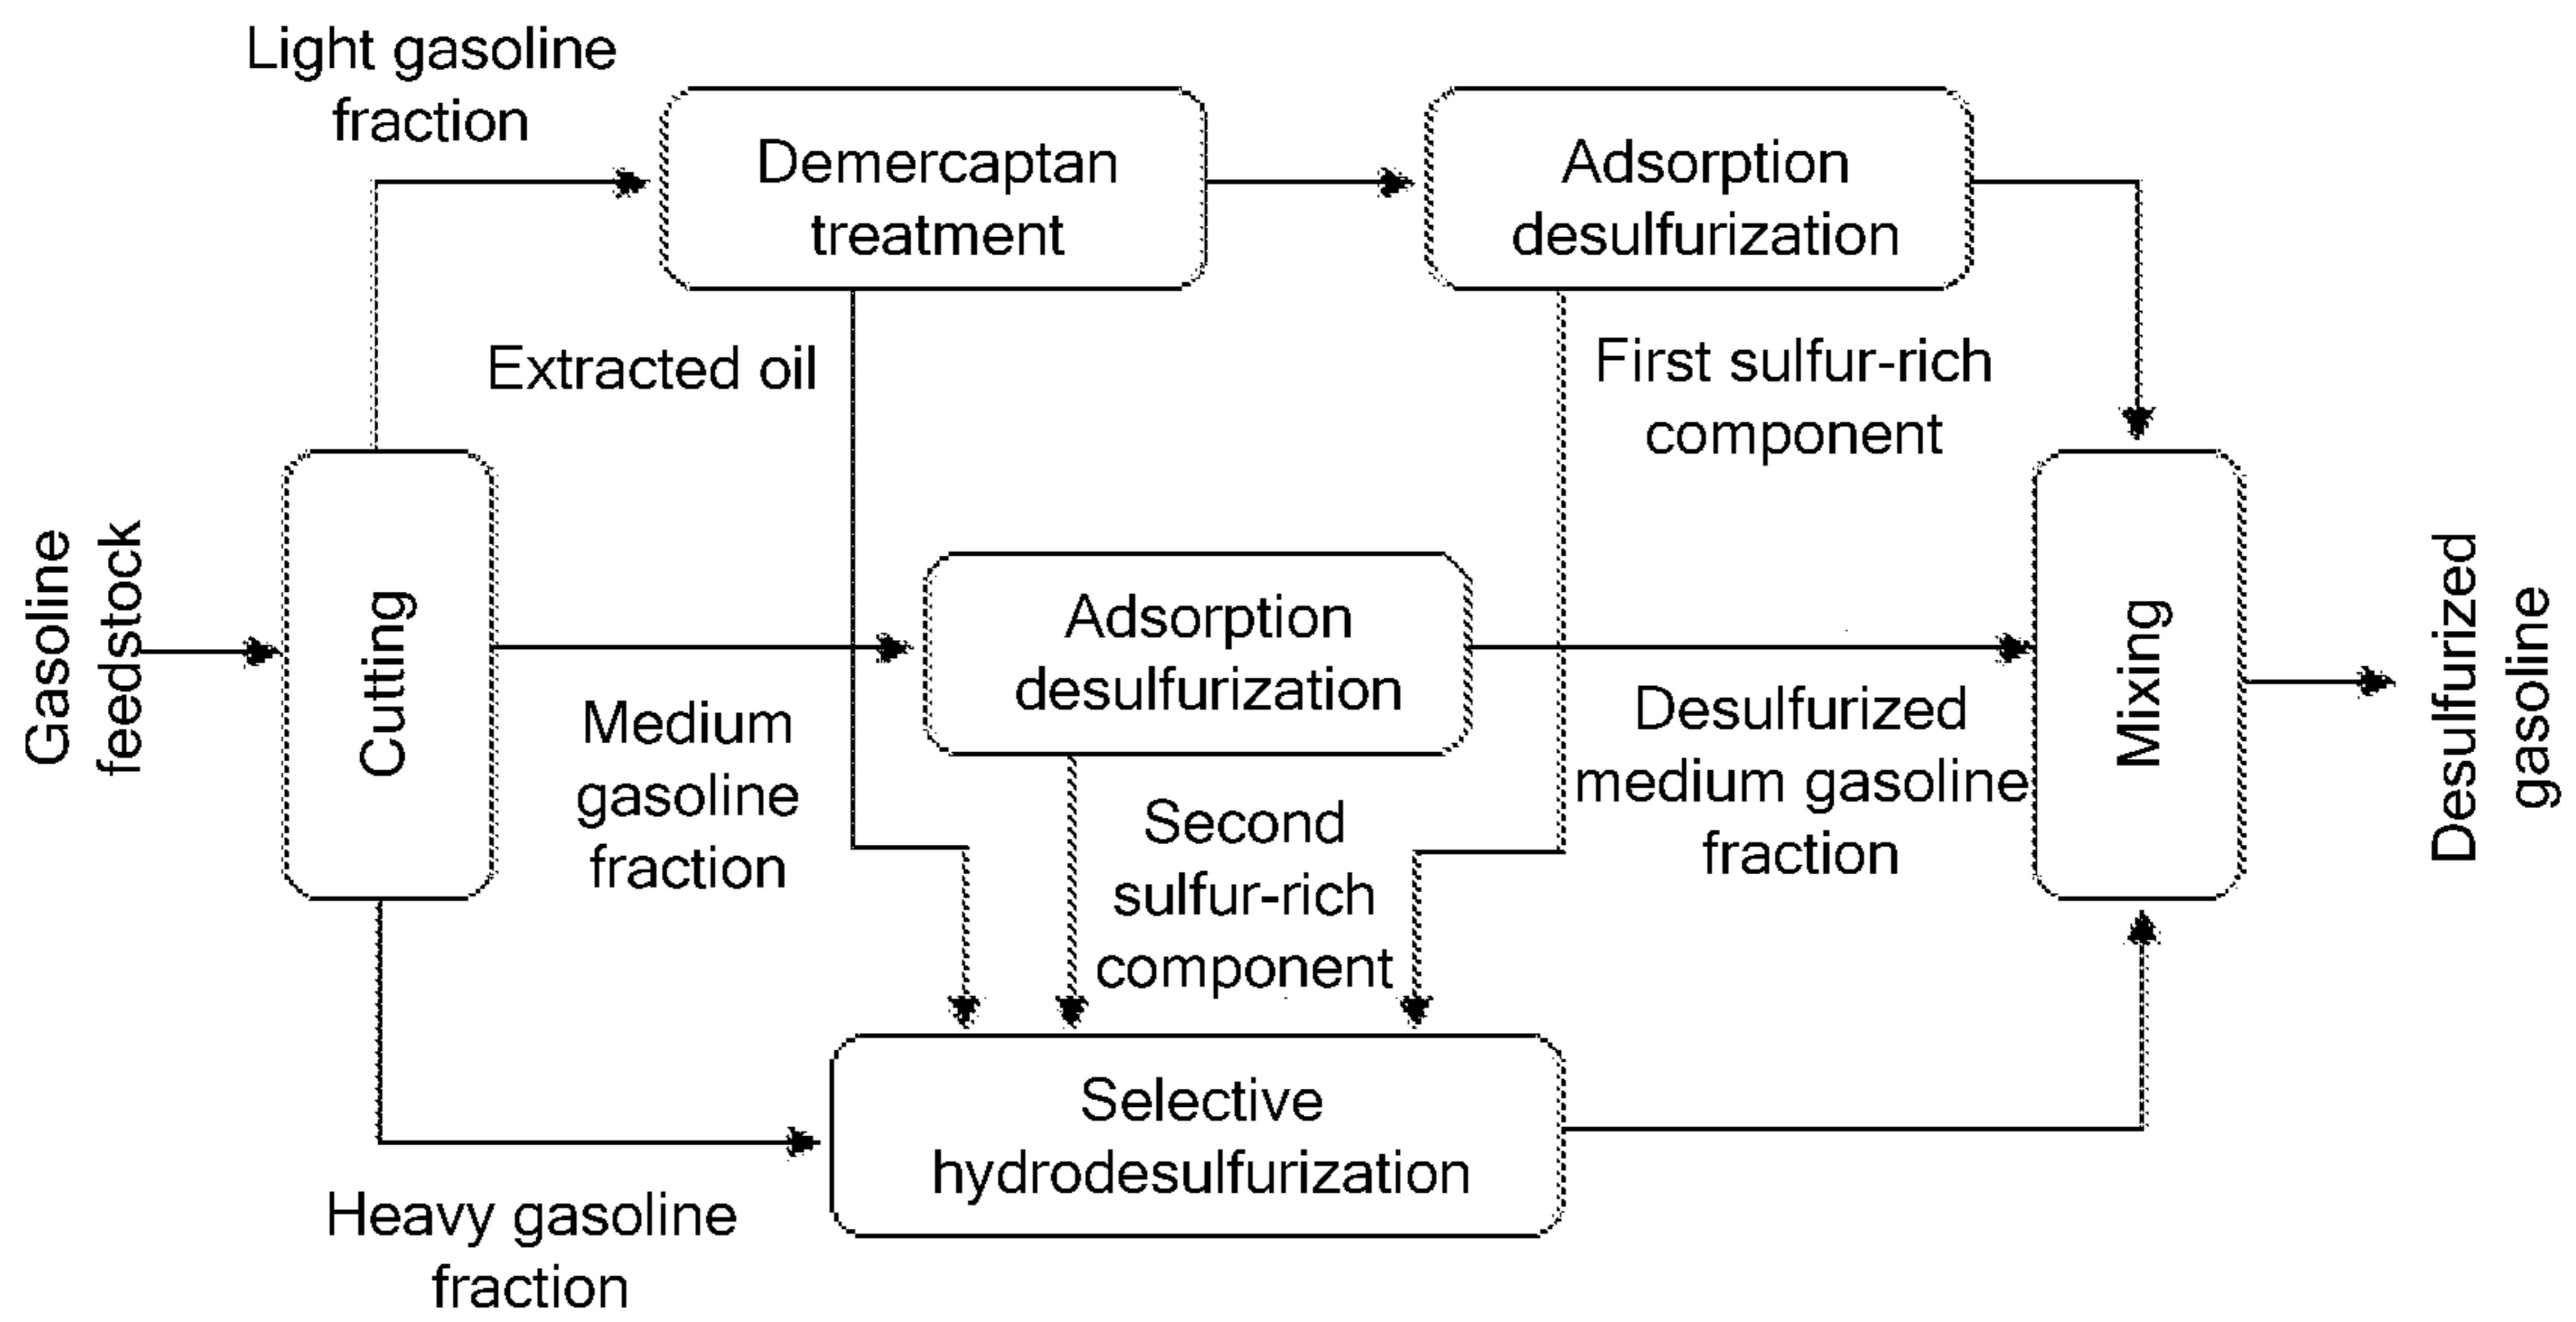 Light gasoline
fraction
Demercaptan
treatment
Adsorption
desulfurization
Extracted oil
First sulfur-rich
component
Gasoline
feedstock
Cutting
Adsorption
desulfurization
Medium
gasoline
fraction
Second
sulfur-rich
component
Desulfurized
medium gasoline
fraction
Mixing
Desulfurized
gasoline
Selective
hydrodesulfurization
Heavy gasoline
fraction